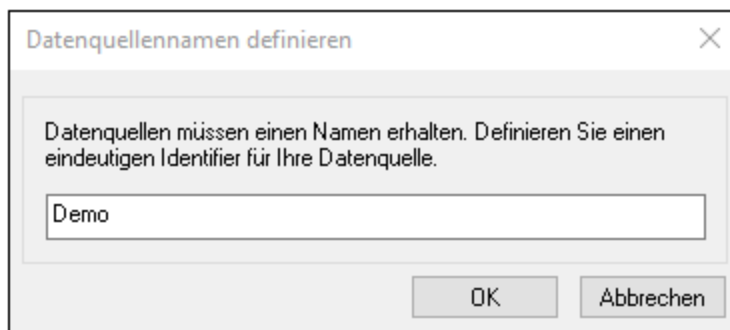 Datenquellennamen definieren
Datenquellen müssen einen Namen erhalten. Definieren Sie einen
eindeutigen Identifier für Ihre Datenquelle.
Demo
OK
Abbrechen